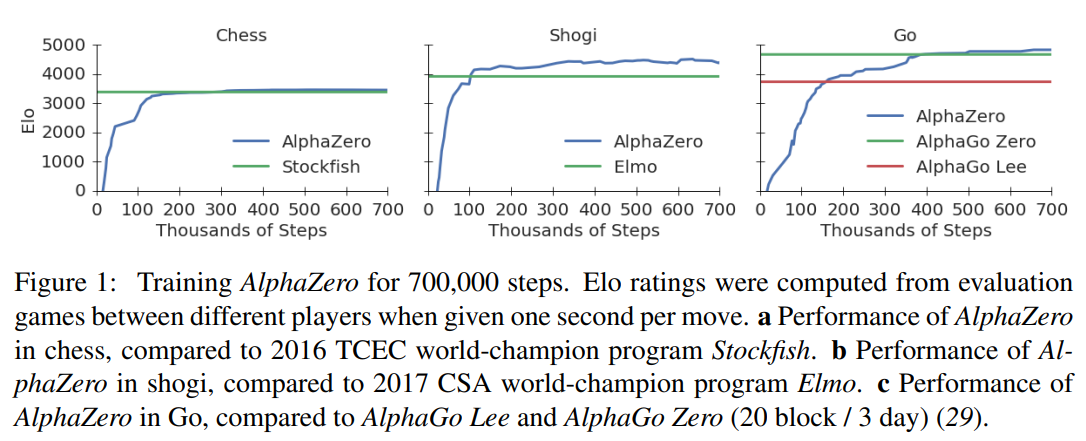 Chess
Shogi
Go
5000
4000
3000
2000
1000
0
Elo
AlphaZero
Stockfish
0 100 200 300 400 500 600 700
Thousands of Steps
AlphaZero
Elmo
0 100 200 300 400 500 600 700
Thousands of Steps
AlphaZero
AlphaGo Zero
AlphaGo Lee
0 100 200 300 400 500 600 700
Thousands of Steps
Figure 1: Training AlphaZero for 700,000 steps. Elo ratings were computed from evaluation
games between different players when given one second per move. a Performance of AlphaZero
in chess, compared to 2016 TCEC world-champion program Stockfish. b Performance of Al-
phaZero in shogi, compared to 2017 CSA world-champion program Elmo. c Performance of
AlphaZero in Go, compared to AlphaGo Lee and AlphaGo Zero (20 block / 3 day) (29).